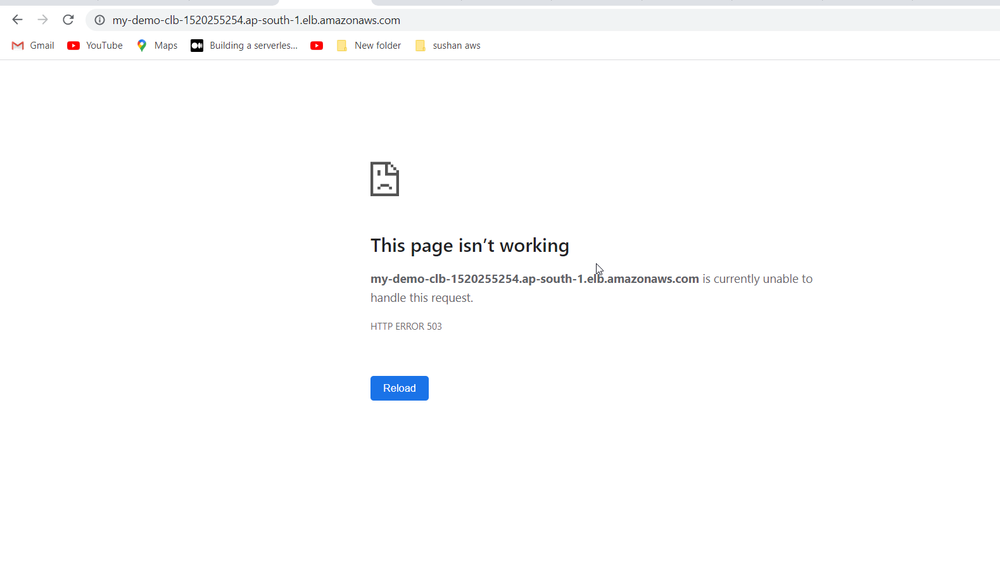 my-demo-clb-1520255254.ap-south-1.elb.amazonaws.com
Gmail YouTube Maps Building a serverles... New folder sushan aws
This page isn’t working
my-demo-clb-1520255254.ap-south-1.elb.amazonaws.com is currently unable to
handle this request.
HTTP ERROR 503
Reload